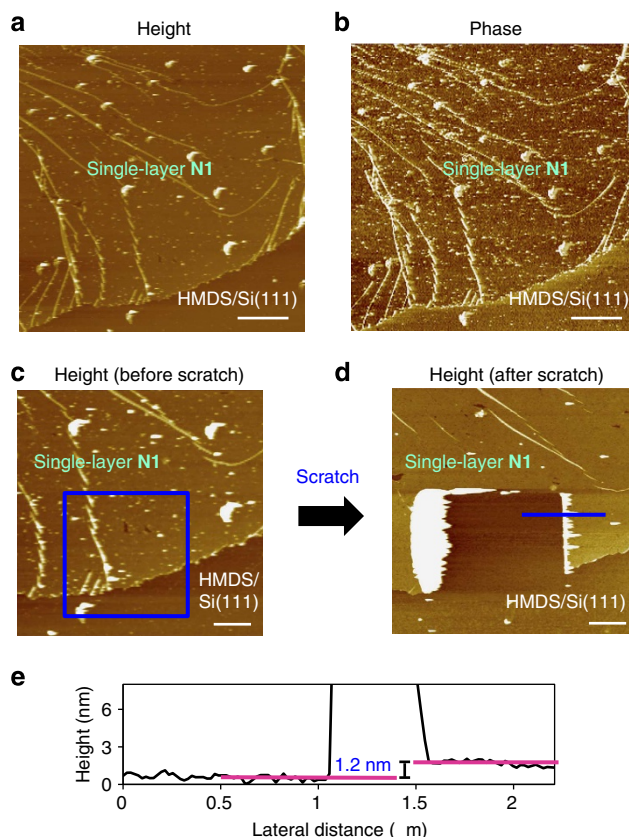 a
Height
Single-layer N1
HMDS/Si(111)
b
Phase
Single-layer N1
HMDS/Si(111)
c
Height (before scratch)
Single-layer N1
HMDS/
Si(111)
Scratch
d
Height (after scratch)
Single-layer N1
HMDS/Si(111)
e
Height (nm)
6
3
0
1.2 nm
0 0.5 1 1.5 2
Lateral distance ( m)